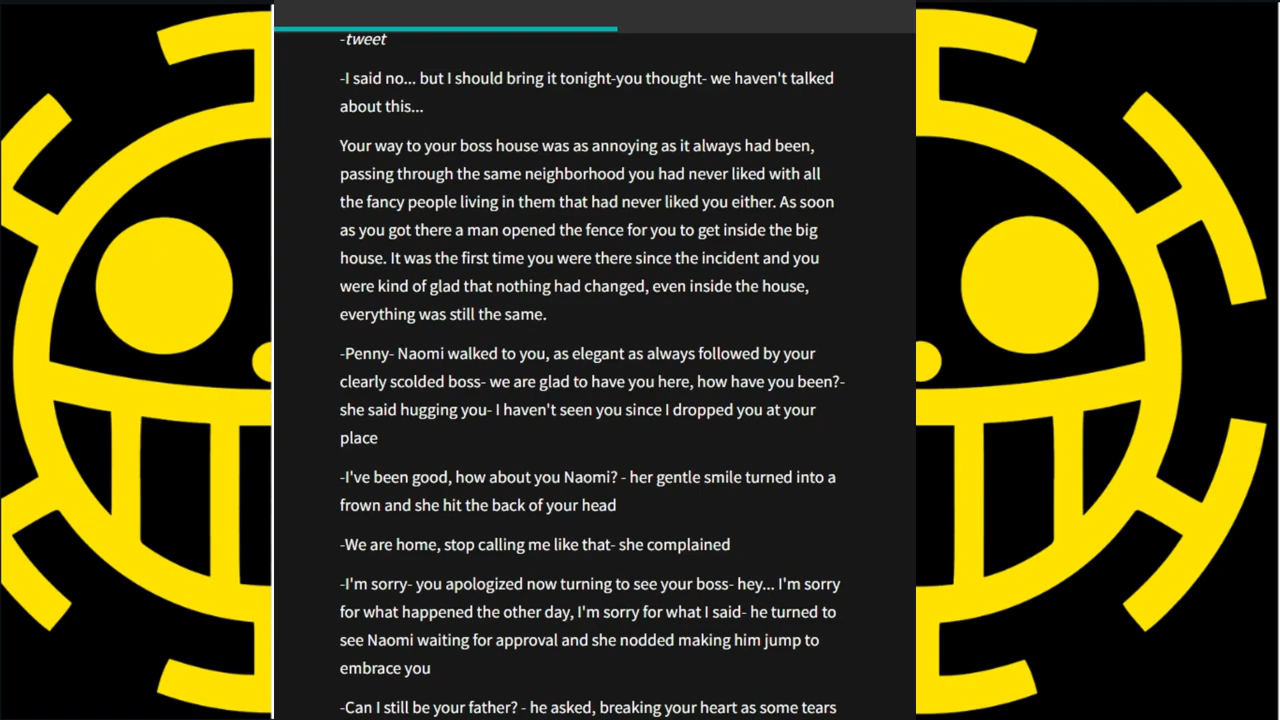 -tweet
-I said no... but I should bring it tonight-you thought- we haven't talked
about this...
Your way to your boss house was as annoying as it always had been,
passing through the same neighborhood you had never liked with all
the fancy people living in them that had never liked you either. As soon
as you got there a man opened the fence for you to get inside the big
house. It was the first time you were there since the incident and you
were kind of glad that nothing had changed, even inside the house,
everything was still the same.
-Penny- Naomi walked to you, as elegant as always followed by your
clearly scolded boss- we are glad to have you here, how have you been?-
she said hugging you- I haven't seen you since I dropped you at your
place
-I've been good, how about you Naomi? - her gentle smile turned into a
frown and she hit the back of your head
-We are home, stop calling me like that- she complained
-I'm sorry- you apologized now turning to see your boss- hey... I'm sorry
for what happened the other day, I'm sorry for what I said- he turned to
see Naomi waiting for approval and she nodded making him jump to
embrace you
-Can I still be your father? - he asked, breaking your heart as some tears